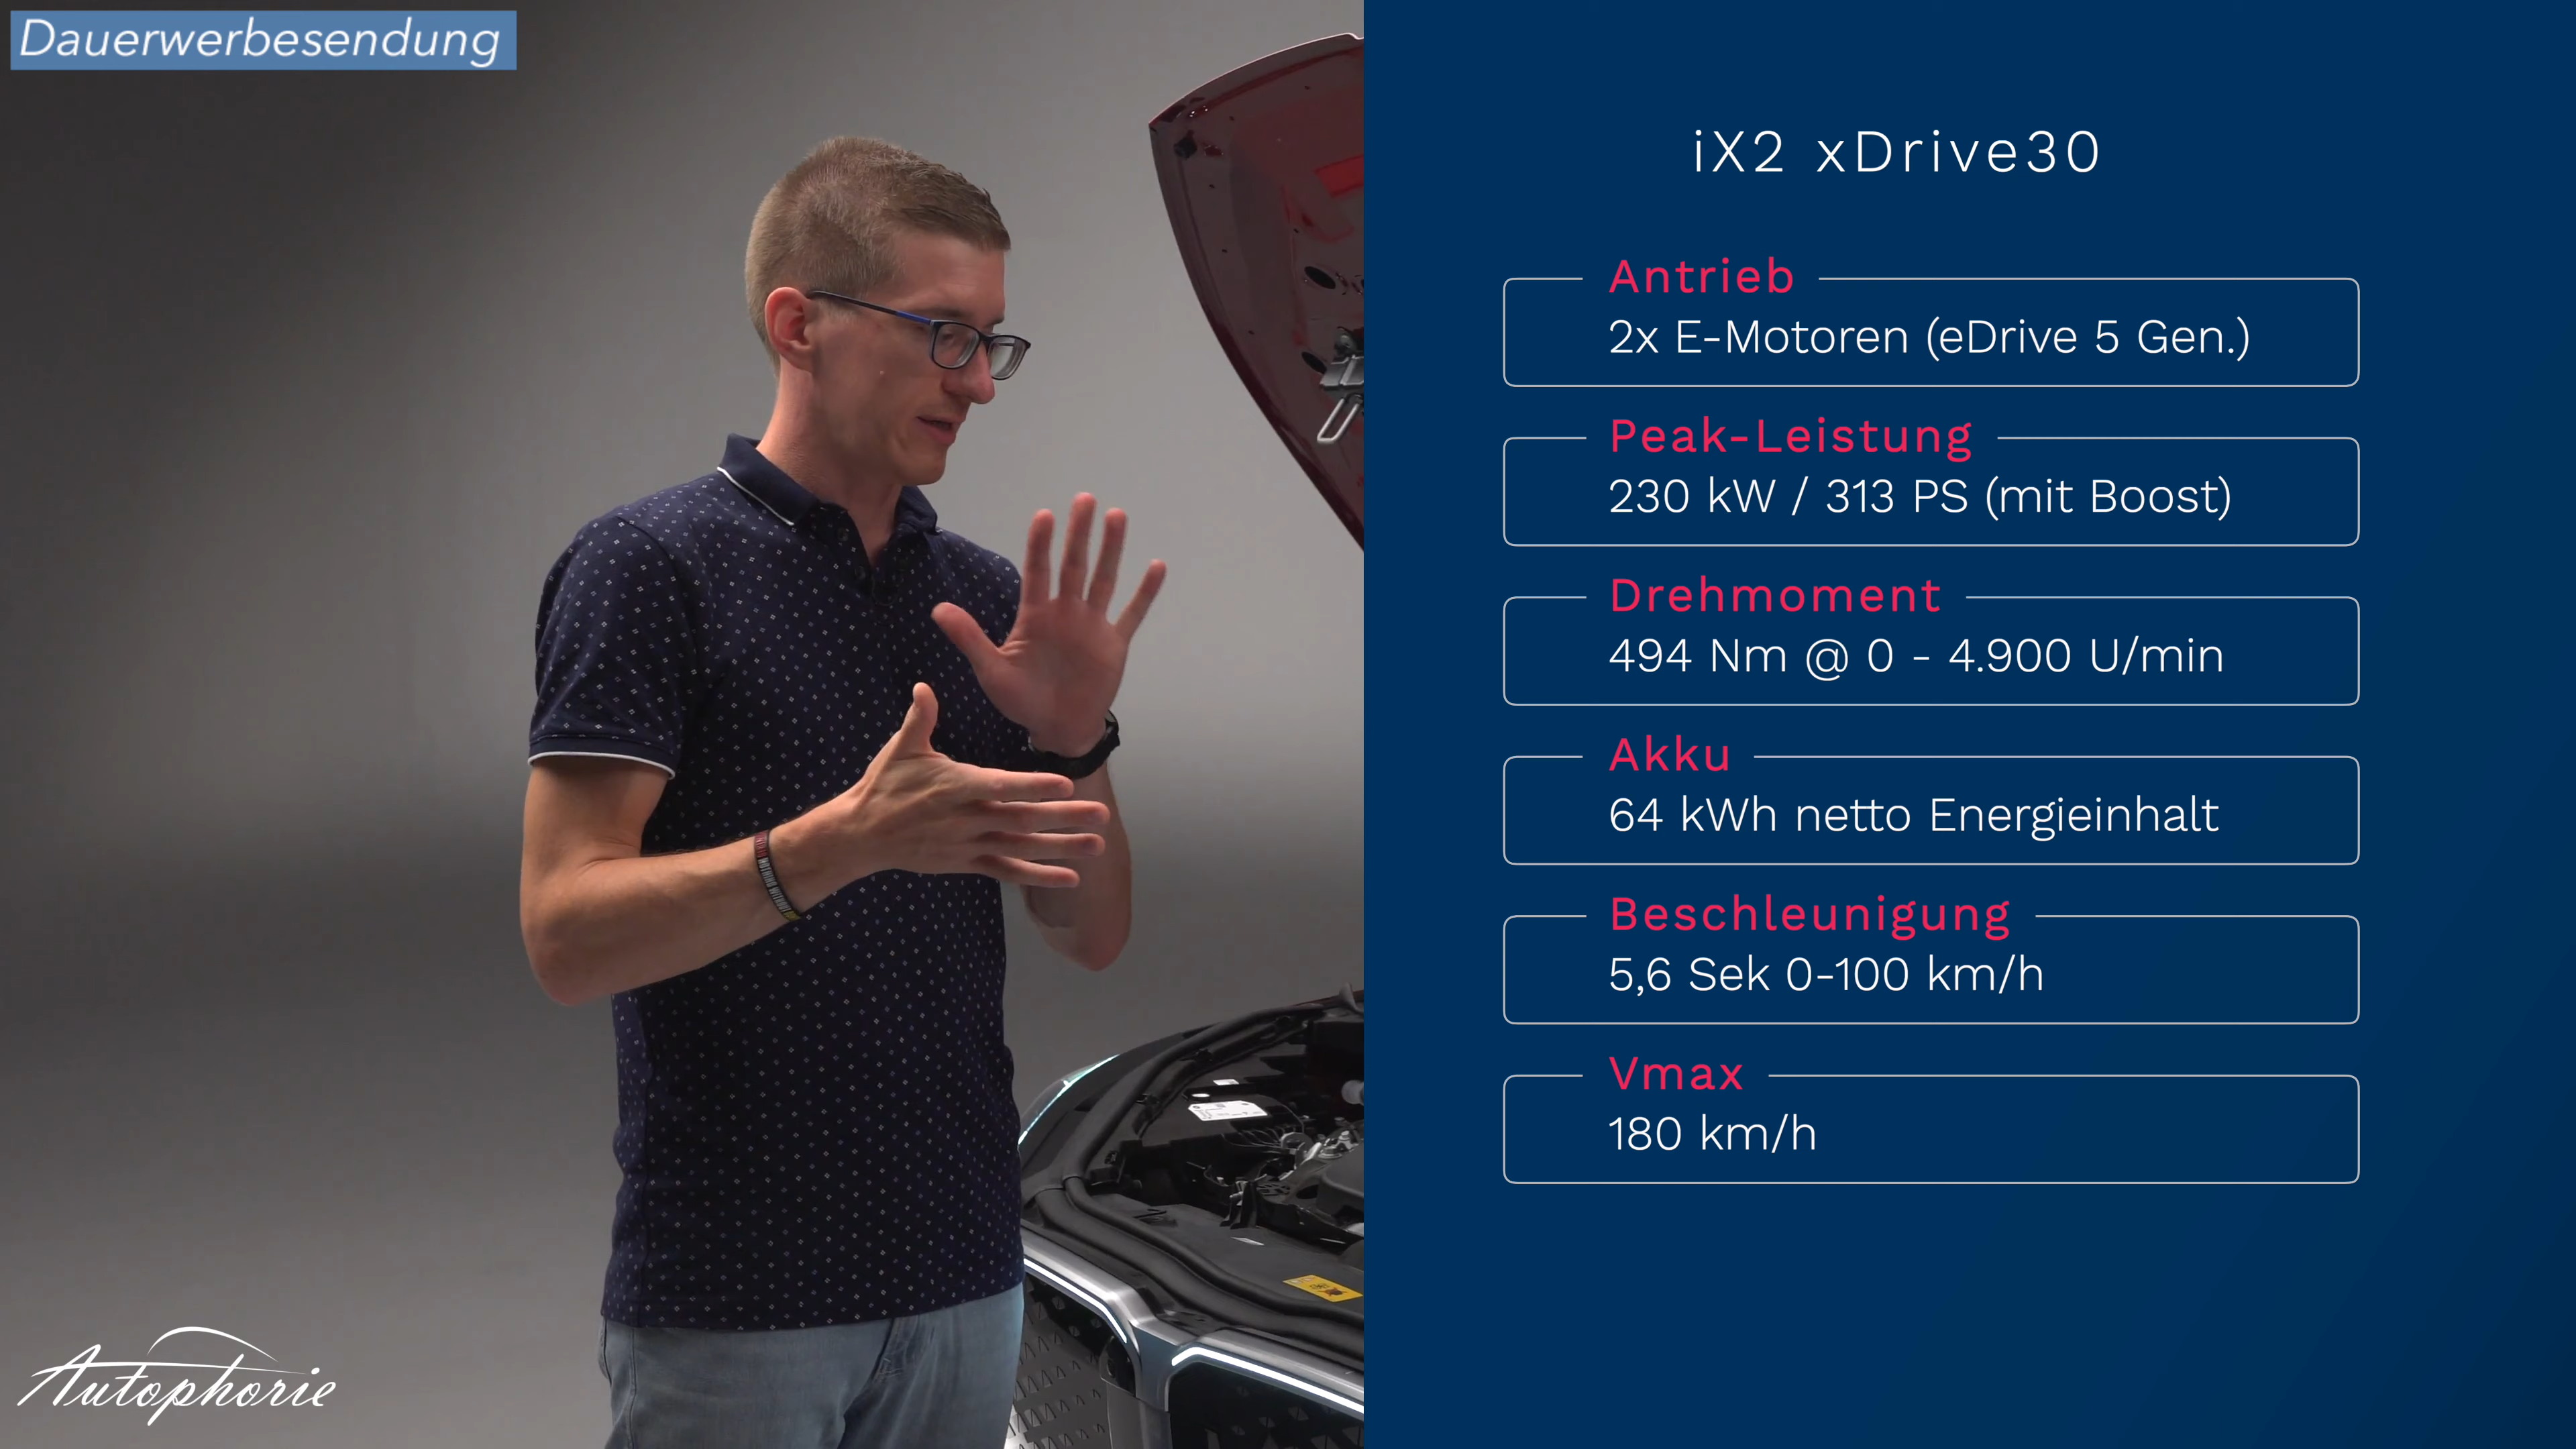 Dauerwerbesendung
iX2 xDrive30
Antrieb
2x E-Motoren (eDrive 5 Gen.)
Peak-Leistung
230 kW / 313 PS (mit Boost)
Drehmoment
494 Nm @ 0 - 4.900 U/min
Akku
64 kWh netto Energieinhalt
Beschleunigung
5,6 Sek 0-100 km/h
Vmax
180 km/h
Autophorie